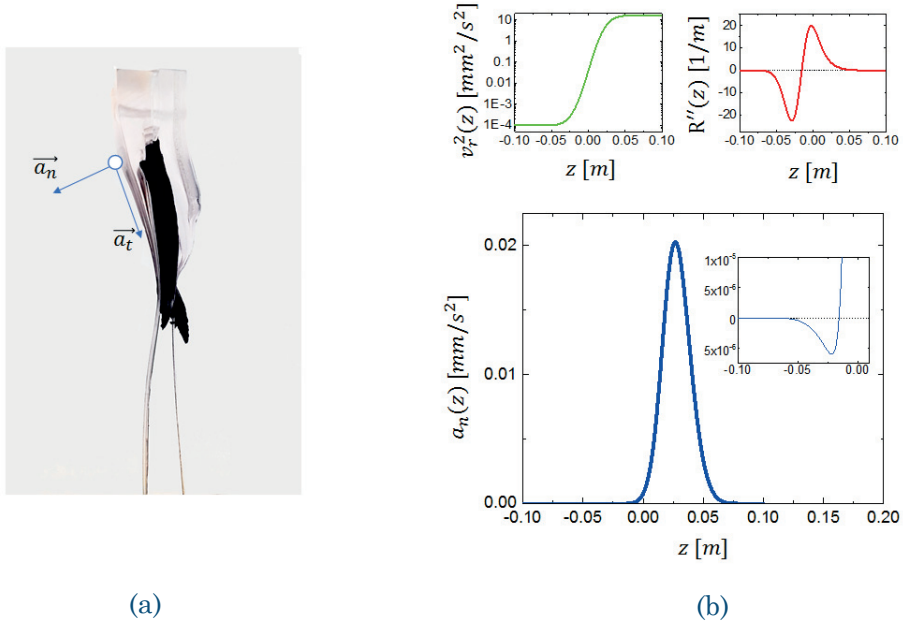 a_n
a_t
(a)
v_r^2(z) [mm^2/s^2]
10
1
0.1
0.01
1E-3
1E-4
-0.10 -0.05 0.00 0.05 0.10
z [m]
R''(z) [1/m]
20
10
0
-10
-20
-0.10 -0.05 0.00 0.05 0.10
z [m]
a_n(z) [mm/s^2]
0.02
0.01
0.00
-0.10 -0.05 0.00 0.05 0.10 0.15 0.20
z [m]
1x10^-5
5x10^-6
0
5x10^-6
-0.10 -0.05 0.00
(b)